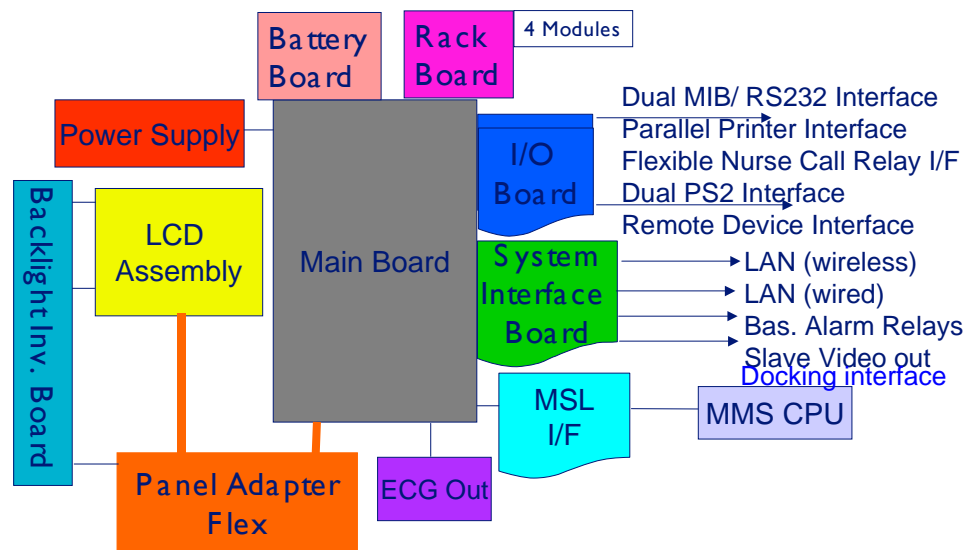 Battery
Board
Rack
Board
4 Modules
Power Supply
Dual MIB/ RS232 Interface
Parallel Printer Interface
Flexible Nurse Call Relay I/F
Dual PS2 Interface
Remote Device Interface
I/O
Board
Backlight Inv. Board
LCD
Assembly
Main Board
System
Interface
Board
LAN (wireless)
LAN (wired)
Bas. Alarm Relays
Slave Video out
Docking interface
MSL
I/F
MMS CPU
Panel Adapter
Flex
ECG Out